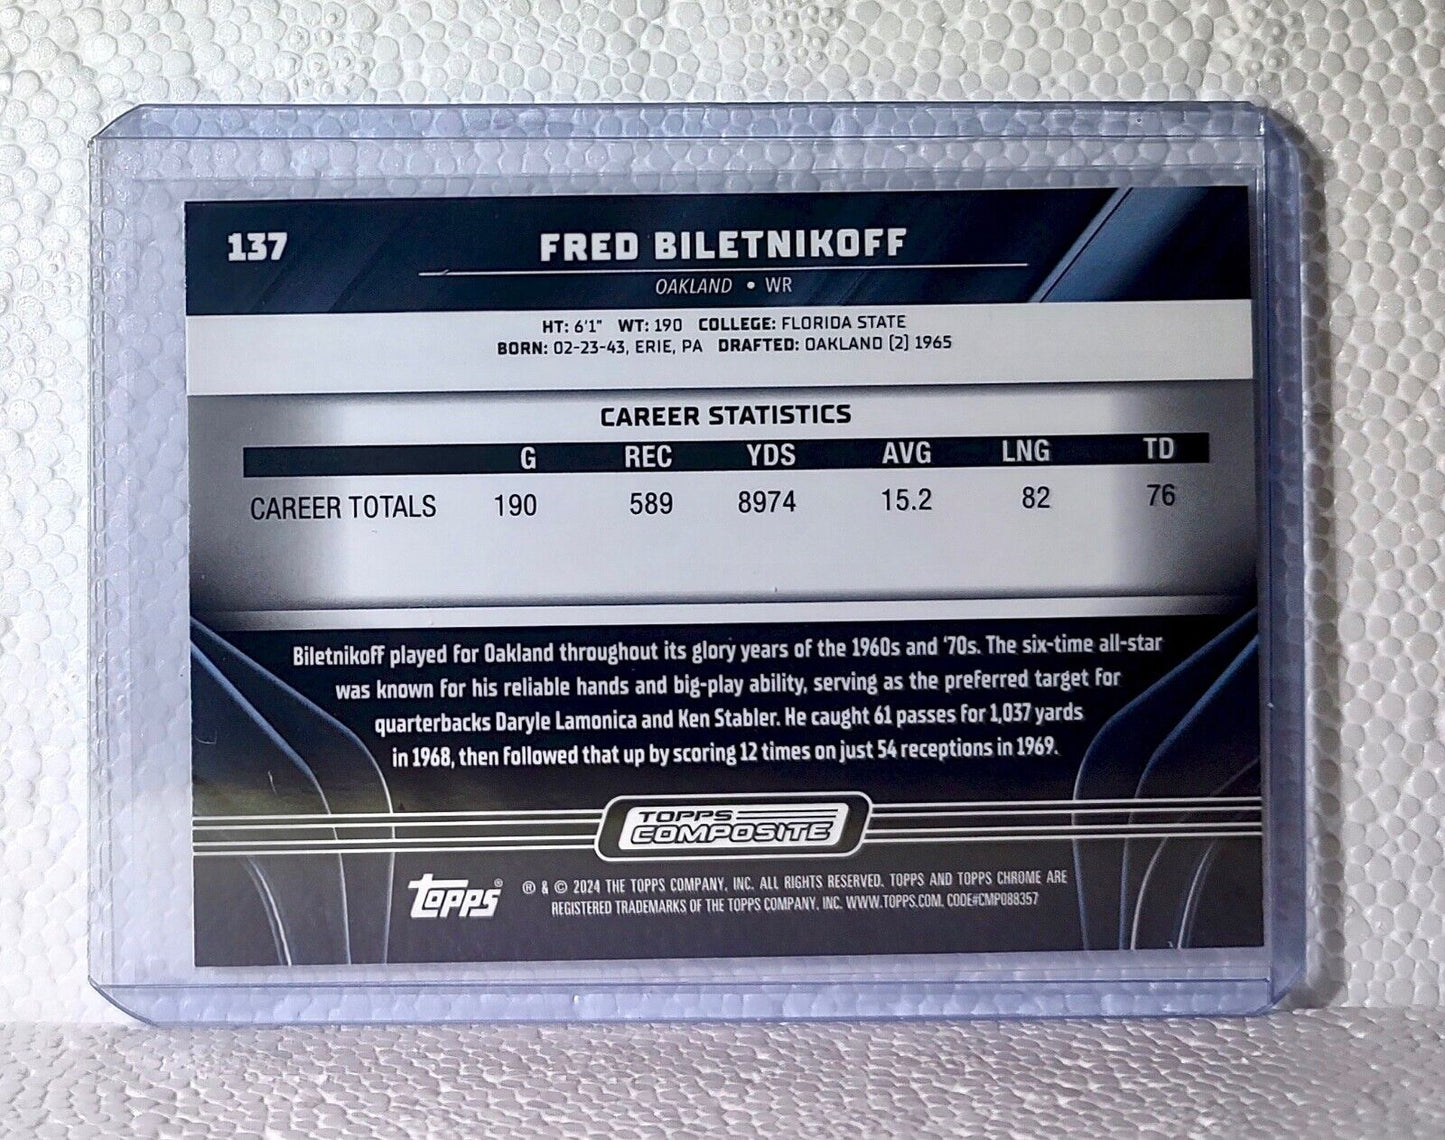 137
FRED BILETNIKOFF
OAKLAND • WR
HT: 6'1" WT: 190 COLLEGE: FLORIDA STATE
BORN: 02-23-43, ERIE, PA DRAFTED: OAKLAND (2) 1965
CAREER STATISTICS
G REC YDS AVG LNG TD
CAREER TOTALS 190 589 8974 15.2 82 76
Biletnikoff played for Oakland throughout its glory years of the 1960s and '70s. The six-time all-star
was known for his reliable hands and big-play ability, serving as the preferred target for
quarterbacks Daryle Lamonica and Ken Stabler. He caught 61 passes for 1,037 yards
in 1968, then followed that up by scoring 12 times on just 54 receptions in 1969.
TOPPS
COMPOSITE
Topps®
® & © 2024 THE TOPPS COMPANY, INC. ALL RIGHTS RESERVED. TOPPS AND TOPPS CHROME ARE
REGISTERED TRADEMARKS OF THE TOPPS COMPANY, INC. WWW.TOPPS.COM. CODE#CMP088357